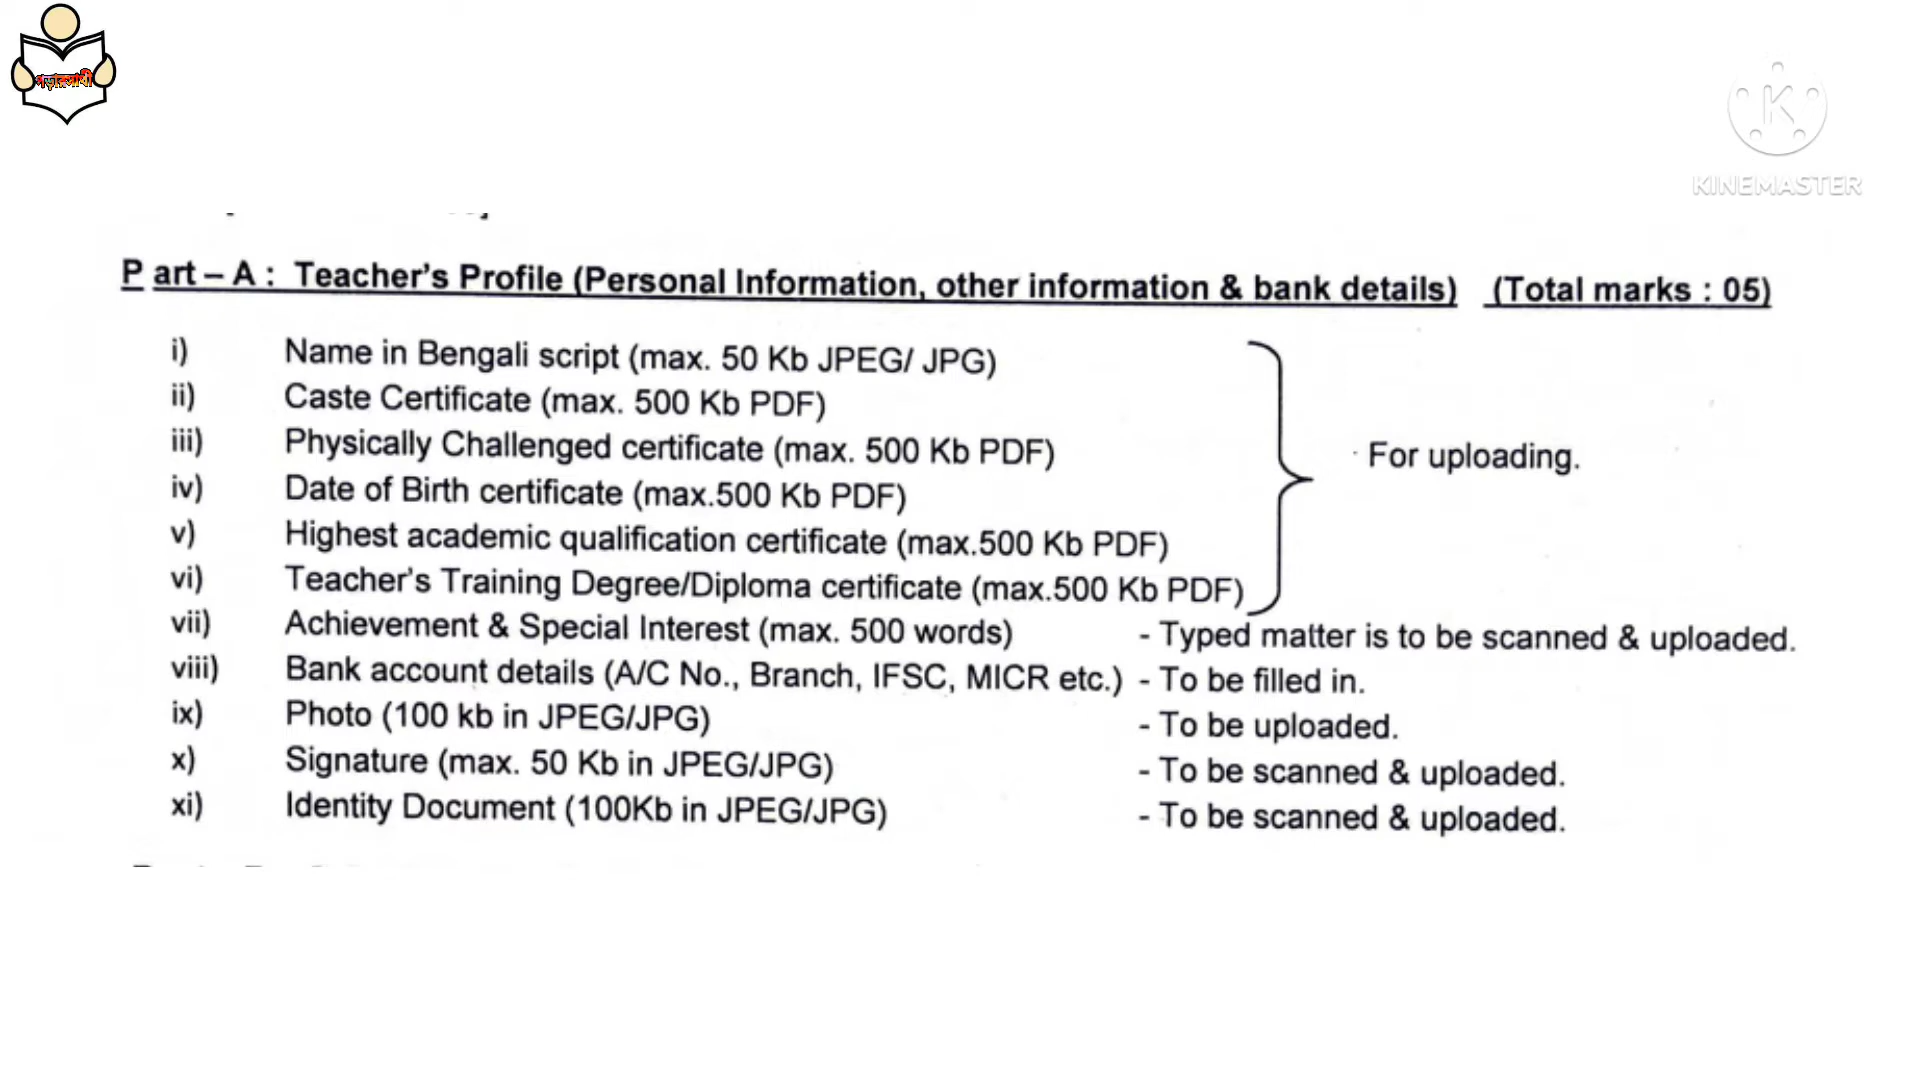 পড়ারসাথী
KINEMASTER
Part – A : Teacher's Profile (Personal Information, other information & bank details) (Total marks : 05)
i) Name in Bengali script (max. 50 Kb JPEG/ JPG)
ii) Caste Certificate (max. 500 Kb PDF)
iii) Physically Challenged certificate (max. 500 Kb PDF)
For uploading.
iv) Date of Birth certificate (max.500 Kb PDF)
v) Highest academic qualification certificate (max.500 Kb PDF)
vi) Teacher's Training Degree/Diploma certificate (max.500 Kb PDF)
vii) Achievement & Special Interest (max. 500 words) - Typed matter is to be scanned & uploaded.
viii) Bank account details (A/C No., Branch, IFSC, MICR etc.) - To be filled in.
ix) Photo (100 kb in JPEG/JPG) - To be uploaded.
x) Signature (max. 50 Kb in JPEG/JPG) - To be scanned & uploaded.
xi) Identity Document (100Kb in JPEG/JPG) - To be scanned & uploaded.